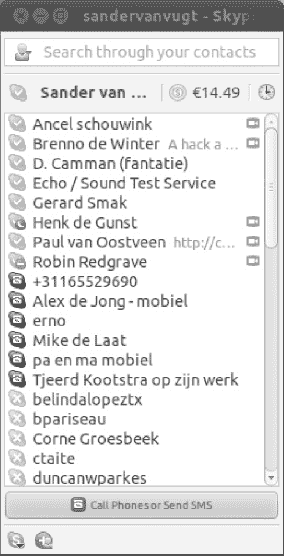 sandervanvugt - Skyp
Search through your contacts
Sander van ... €14.49
Ancel schouwink
Brenno de Winter A hack a ...
D. Camman (fantatie)
Echo / Sound Test Service
Gerard Smak
Henk de Gunst
Paul van Oostveen http://c...
Robin Redgrave
+31165529690
Alex de Jong - mobiel
erno
Mike de Laat
pa en ma mobiel
Tjeerd Kootstra op zijn werk
belindalopeztx
bpariseau
Corne Groesbeek
ctaite
duncanwparkes
Call Phones or Send SMS